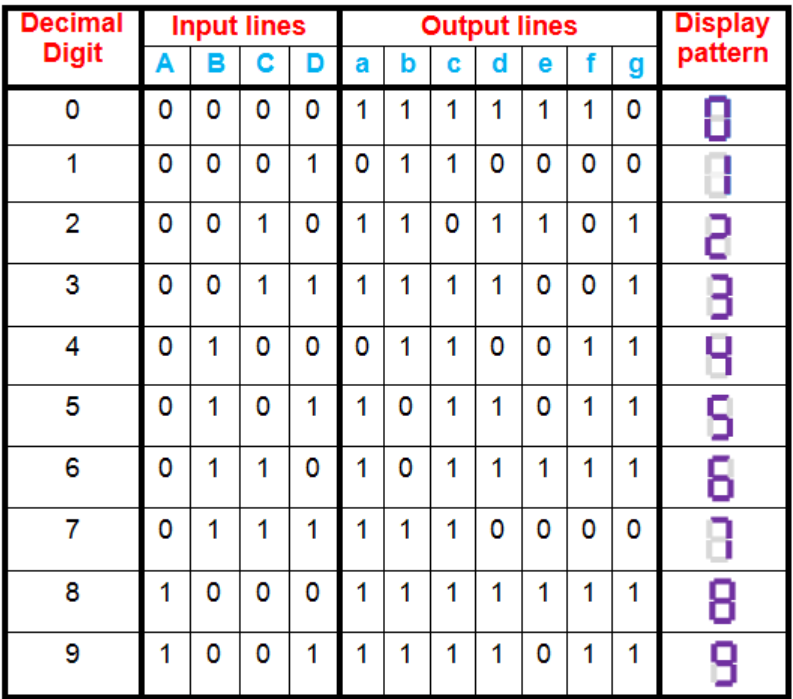 Decimal Digit Input lines Output lines Display pattern
A B C D a b c d e f g
0 0 0 0 0 1 1 1 1 1 1 0 0
1 0 0 0 1 0 1 1 0 0 0 0 1
2 0 0 1 0 1 1 0 1 1 0 1 2
3 0 0 1 1 1 1 1 1 0 0 1 3
4 0 1 0 0 0 1 1 0 0 1 1 4
5 0 1 0 1 1 0 1 1 0 1 1 5
6 0 1 1 0 1 0 1 1 1 1 1 6
7 0 1 1 1 1 1 1 0 0 0 0 7
8 1 0 0 0 1 1 1 1 1 1 1 8
9 1 0 0 1 1 1 1 1 0 1 1 9